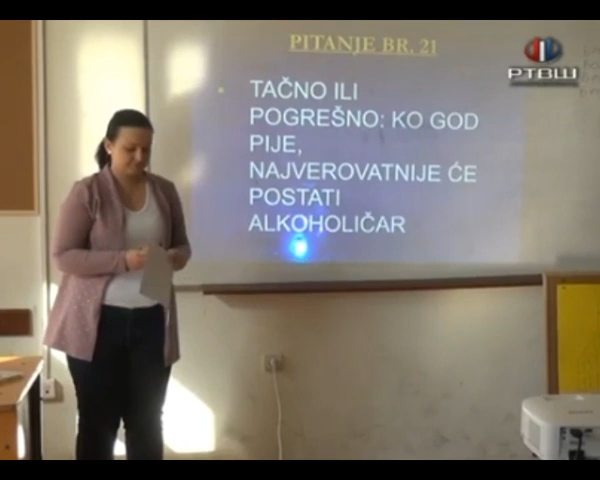 PITANJE BR. 21
РТВШ
TAČNO ILI
POGREŠNO: KO GOD
PIJE,
NAJVEROVATNIJE ĆE
POSTATI
ALKOHOLIČAR